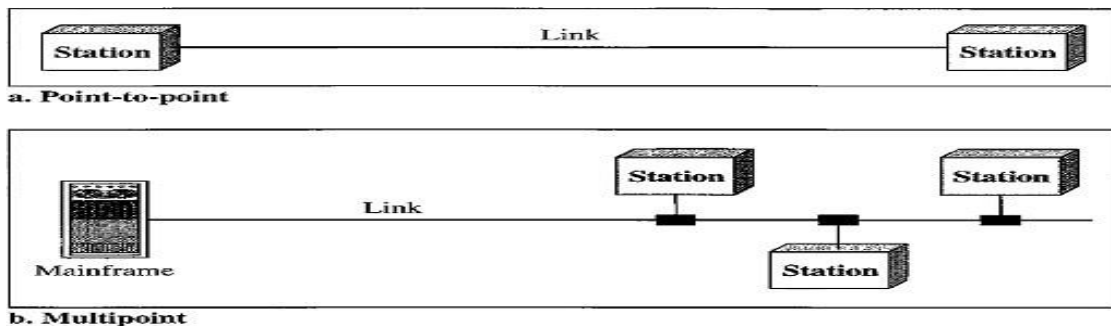 Link
Station
Station
a. Point-to-point
Station
Station
Link
Mainframe
Station
b. Multipoint